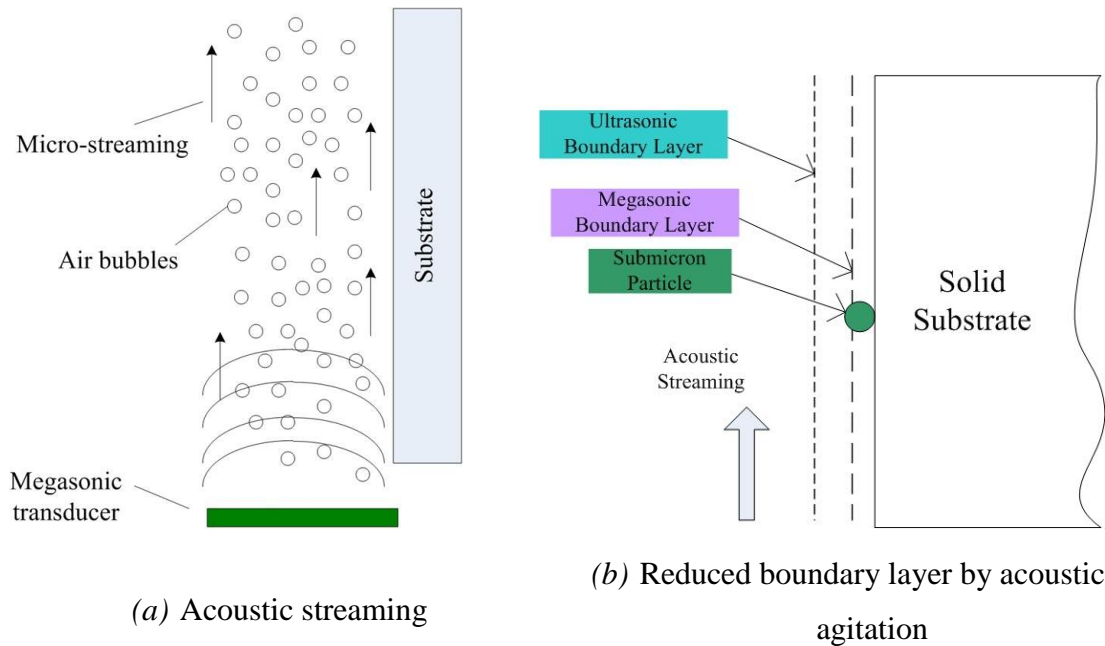 Micro-streaming
Air bubbles
Substrate
Megasonic
transducer
(a) Acoustic streaming
Ultrasonic
Boundary Layer
Megasonic
Boundary Layer
Submicron
Particle
Solid
Substrate
Acoustic
Streaming
(b) Reduced boundary layer by acoustic
agitation